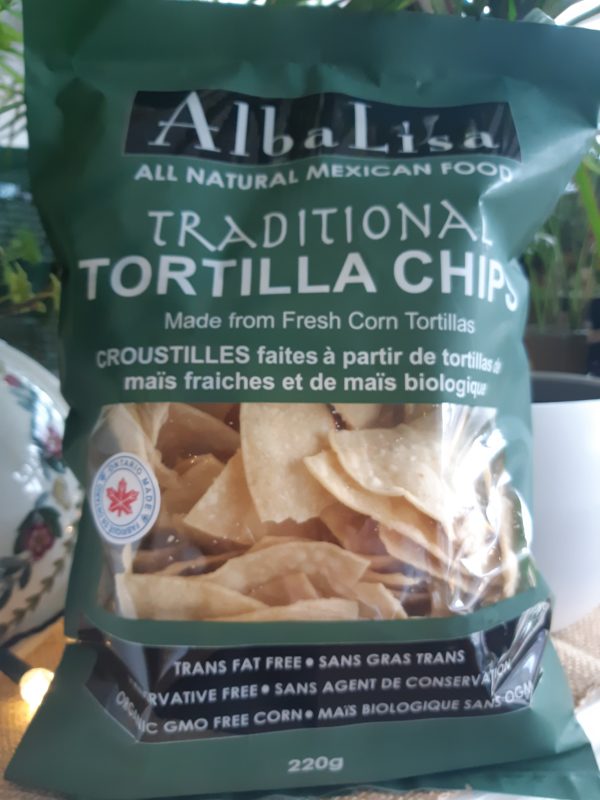 AlbaLisa
ALL NATURAL MEXICAN FOOD
TRADITIONAL
TORTILLA CHIPS
Made from Fresh Corn Tortillas
CROUSTILLES faites à partir de tortillas de
maïs fraiches et de maïs biologique
ONTARIO MADE
TRANS FAT FREE • SANS GRAS TRANS
RVATIVE FREE • SANS AGENT DE CONSERVATION
ORGANIC GMO FREE CORN • MAÏS BIOLOGIQUE SANS OGM
220g